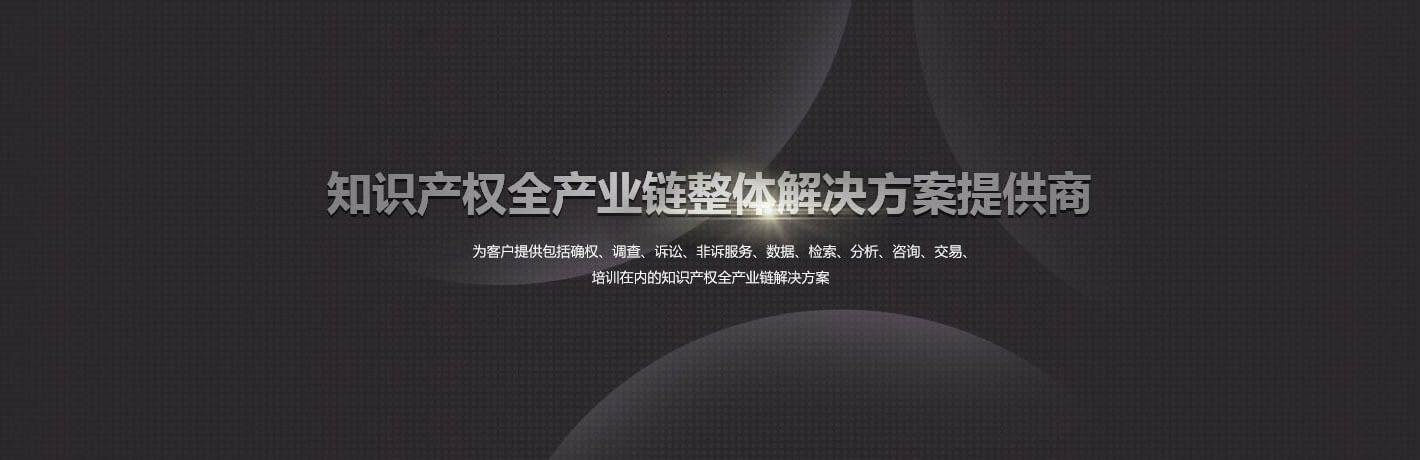 知识产权全产业链整体解决方案提供商
为客户提供包括确权、调查、诉讼、非诉服务、数据、检索、分析、咨询、交易、
培训在内的知识产权全产业链解决方案